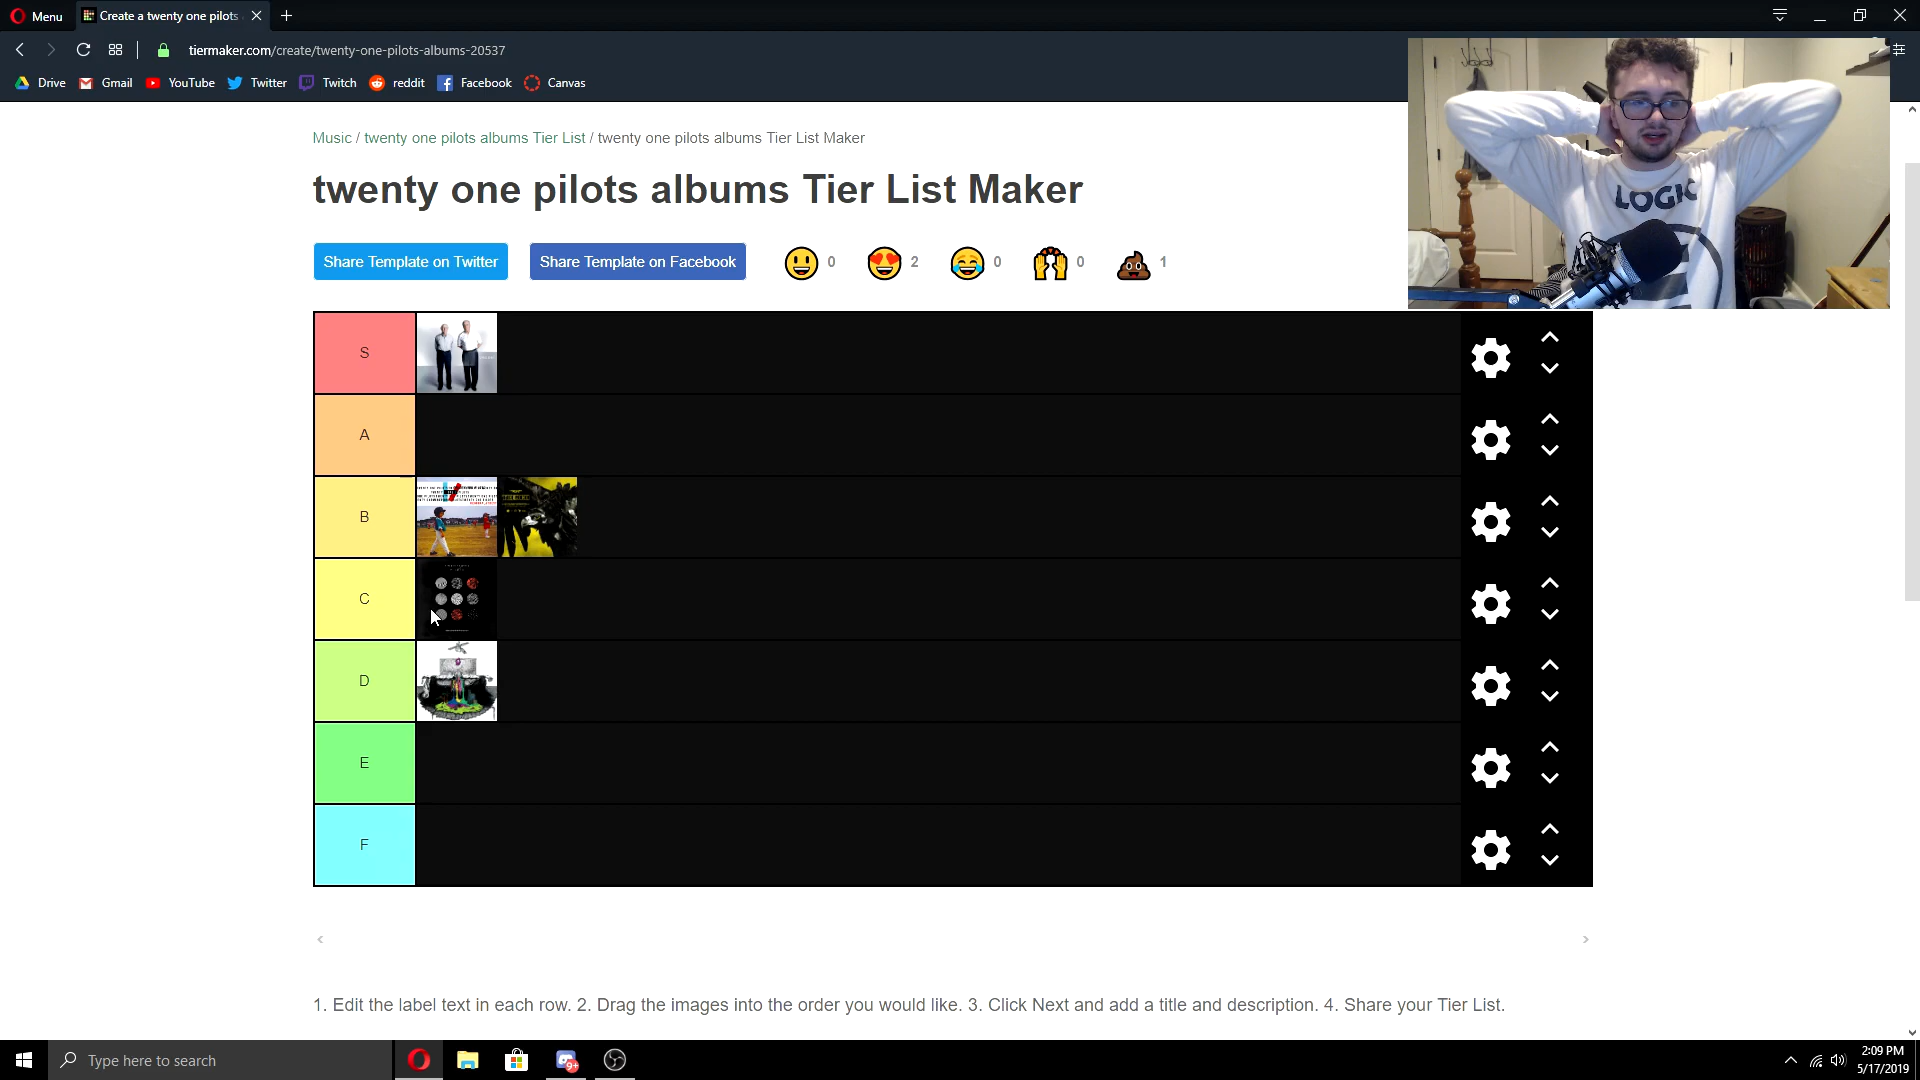 Menu
Create a twenty one pilots
tiermaker.com/create/twenty-one-pilots-albums-20537
Drive
Gmail
YouTube
Twitter
Twitch
reddit
Facebook
Canvas
Music / twenty one pilots albums Tier List / twenty one pilots albums Tier List Maker
twenty one pilots albums Tier List Maker
Share Template on Twitter
Share Template on Facebook
0
2
0
0
1
LOGIC
S
A
B
C
D
E
F
1. Edit the label text in each row. 2. Drag the images into the order you would like. 3. Click Next and add a title and description. 4. Share your Tier List.
Type here to search
9+
2:09 PM
5/17/2019